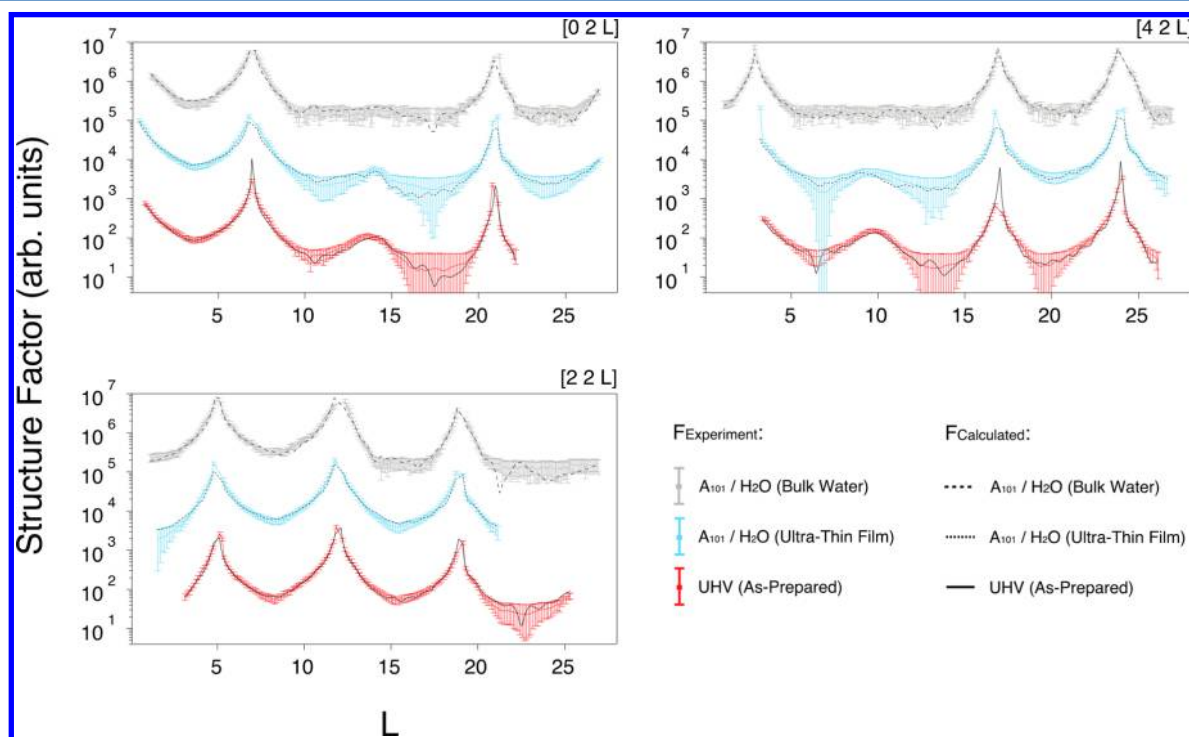 [0 2 L]
[4 2 L]
10^7
10^6
10^5
10^4
10^3
10^2
10^1
5 10 15 20 25
10^7
10^6
10^5
10^4
10^3
10^2
10^1
5 10 15 20 25
Structure Factor (arb. units)
[2 2 L]
10^7
10^6
10^5
10^4
10^3
10^2
10^1
5 10 15 20 25
L
FExperiment: FCalculated:
A101 / H2O (Bulk Water) A101 / H2O (Bulk Water)
A101 / H2O (Ultra-Thin Film) A101 / H2O (Ultra-Thin Film)
UHV (As-Prepared) UHV (As-Prepared)